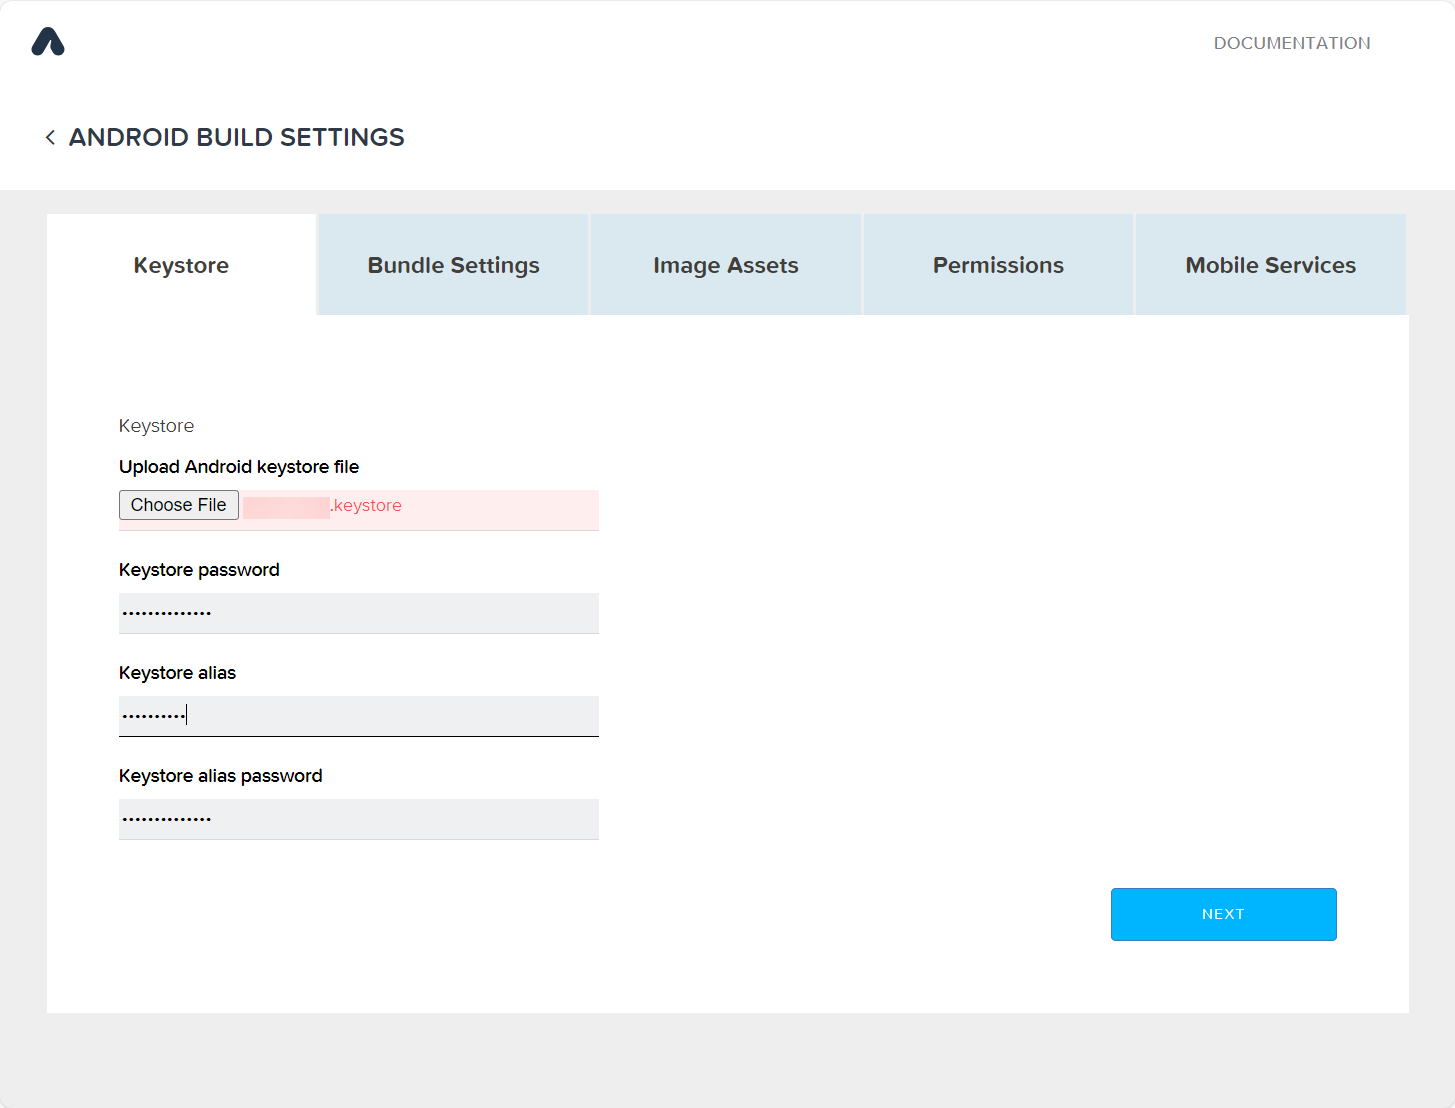 DOCUMENTATION
ANDROID BUILD SETTINGS
Keystore
Bundle Settings
Image Assets
Permissions
Mobile Services
Keystore
Upload Android keystore file
Choose File .keystore
Keystore password
••••••••••••••
Keystore alias
••••••••••
Keystore alias password
••••••••••••••
NEXT